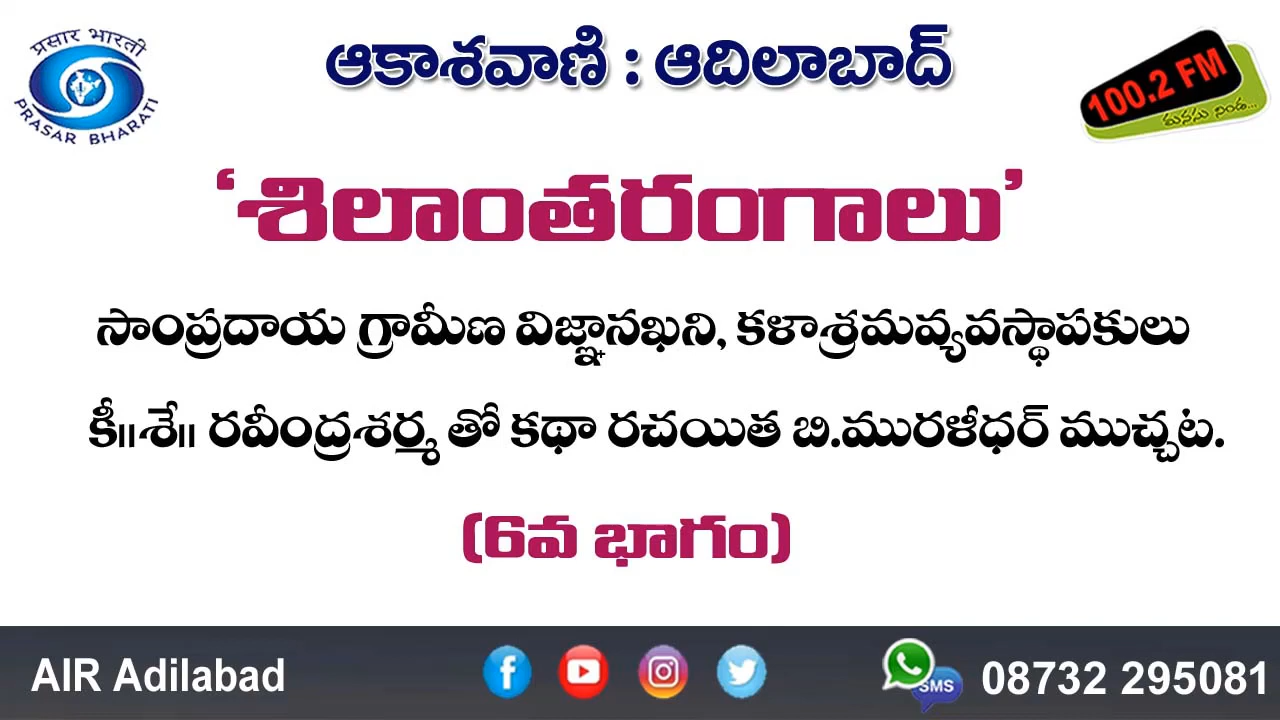 प्रसार भारती
PRASAR BHARATI
ఆకాశవాణి : ఆదిలాబాద్
100.2 FM
మనసు నిండా...
‘శిలాంతరంగాలు’
సాంప్రదాయ గ్రామీణ విజ్ఞానఖని, కళాశ్రమవ్యవస్థాపకులు
కీ॥శే॥ రవీంద్రశర్మ తో కథా రచయిత బి.మురళీధర్ ముచ్చట.
(6వ భాగం)
AIR Adilabad
SMS
08732 295081